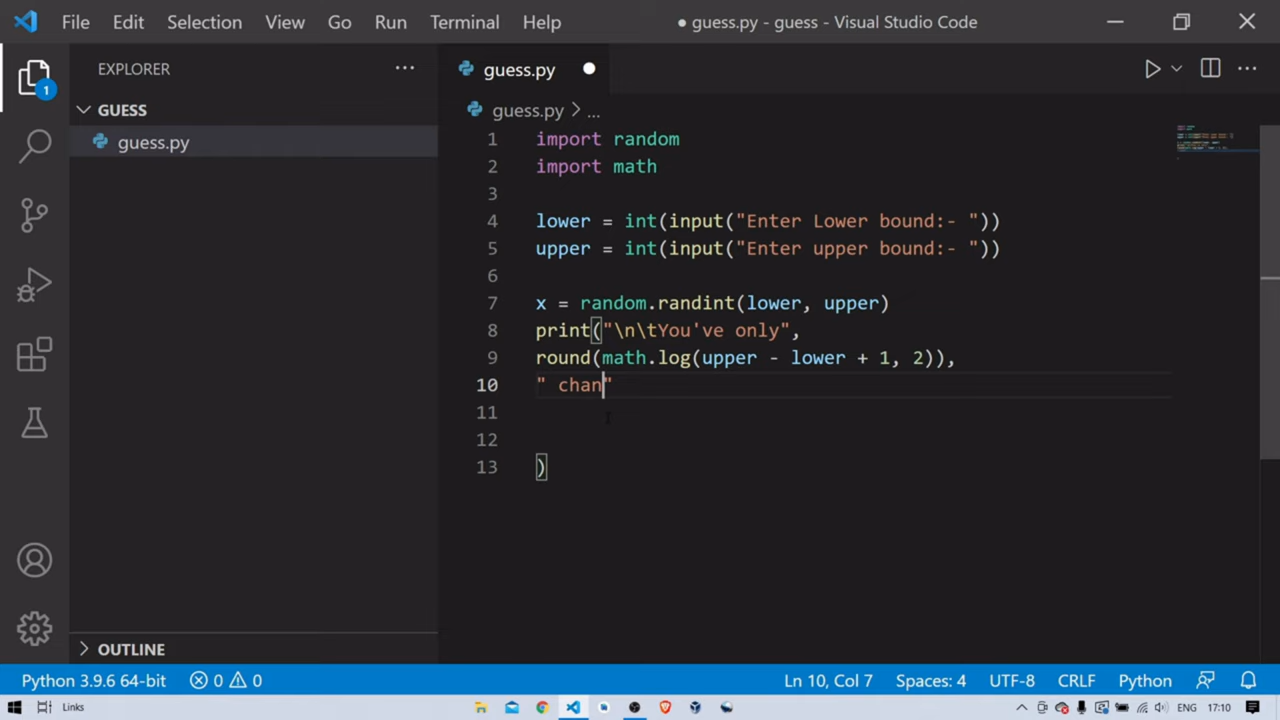 File Edit Selection View Go Run Terminal Help ● guess.py - guess - Visual Studio Code
EXPLORER ···
guess.py ●
GUESS
guess.py > ...
guess.py
1
1 import random
2 import math
3
4 lower = int(input("Enter Lower bound:- "))
5 upper = int(input("Enter upper bound:- "))
6
7 x = random.randint(lower, upper)
8 print("\n\tYou've only",
9 round(math.log(upper - lower + 1, 2)),
10 " chan"
11
12
13 )
OUTLINE
Python 3.9.6 64-bit 0 0 Ln 10, Col 7 Spaces: 4 UTF-8 CRLF Python
Links ENG 17:10